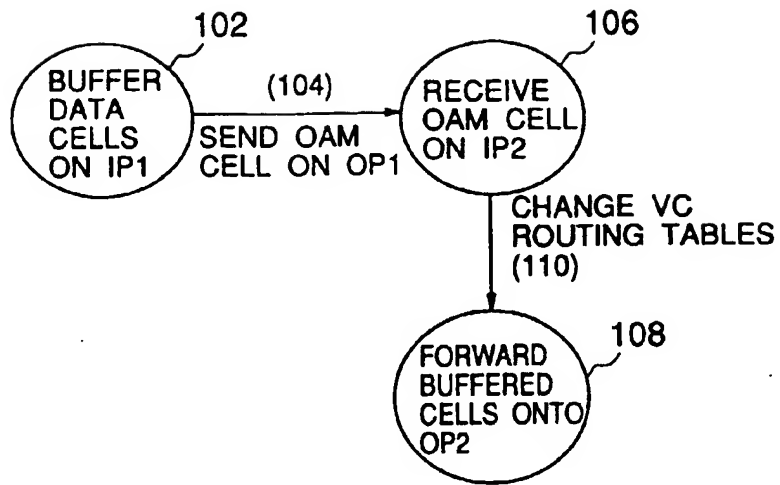 102
BUFFER
DATA
CELLS
ON IP1
(104)
SEND OAM
CELL ON OP1
106
RECEIVE
OAM CELL
ON IP2
CHANGE VC
ROUTING TABLES
(110)
108
FORWARD
BUFFERED
CELLS ONTO
OP2